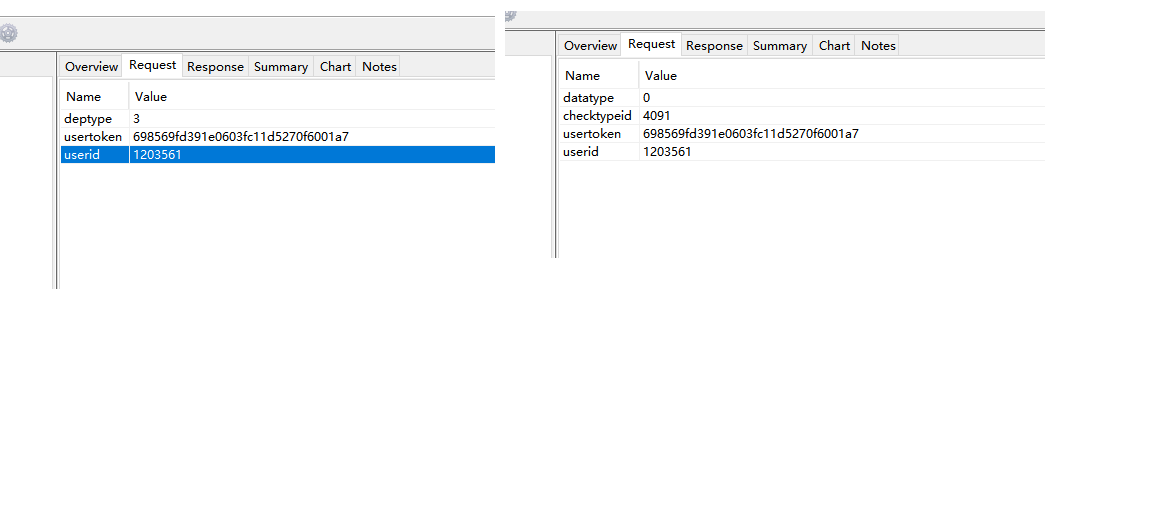 Overview Request Response Summary Chart Notes
Name Value
deptype 3
usertoken 698569fd391e0603fc11d5270f6001a7
userid 1203561
Overview Request Response Summary Chart Notes
Name Value
datatype 0
checktypeid 4091
usertoken 698569fd391e0603fc11d5270f6001a7
userid 1203561